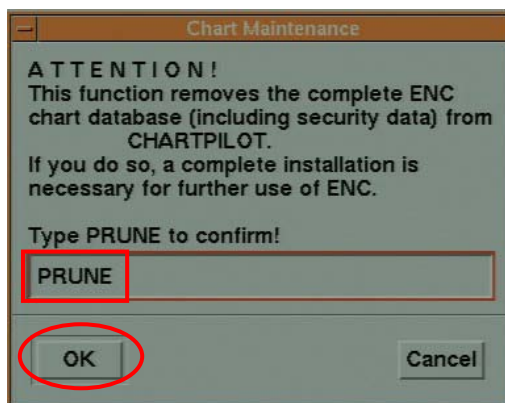 Chart Maintenance
A T T E N T I O N !
This function removes the complete ENC
chart database (including security data) from
CHARTPILOT.
If you do so, a complete installation is
necessary for further use of ENC.
Type PRUNE to confirm!
PRUNE
OK Cancel